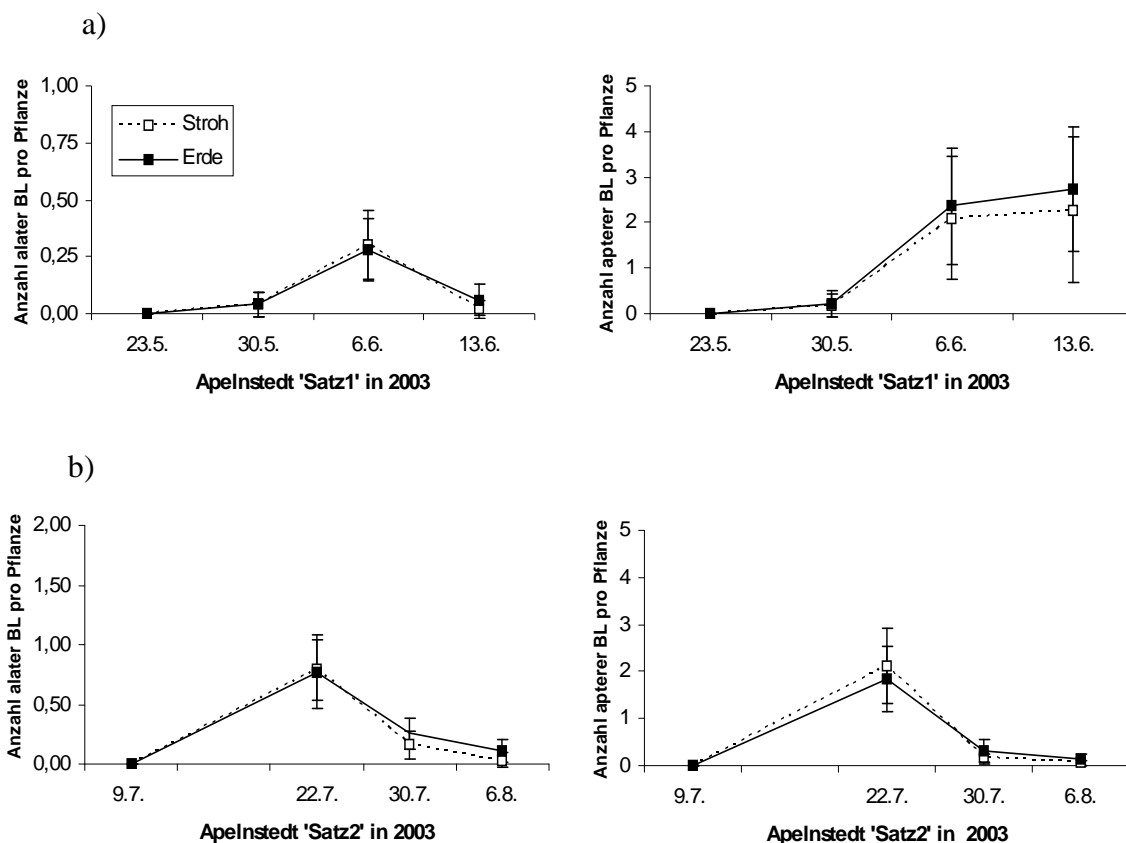 a)
Anzahl alater BL pro Pflanze
1,00
0,75
0,50
0,25
0,00
Stroh
Erde
23.5. 30.5. 6.6. 13.6.
Apelnstedt 'Satz1' in 2003
Anzahl apterer BL pro Pflanze
5
4
3
2
1
0
23.5. 30.5. 6.6. 13.6.
Apelnstedt 'Satz1' in 2003
b)
Anzahl alater BL pro Pflanze
2,00
1,50
1,00
0,50
0,00
9.7. 22.7. 30.7. 6.8.
Apelnstedt 'Satz2' in 2003
Anzahl apterer BL pro Pflanze
5
4
3
2
1
0
9.7. 22.7. 30.7. 6.8.
Apelnstedt 'Satz2' in 2003